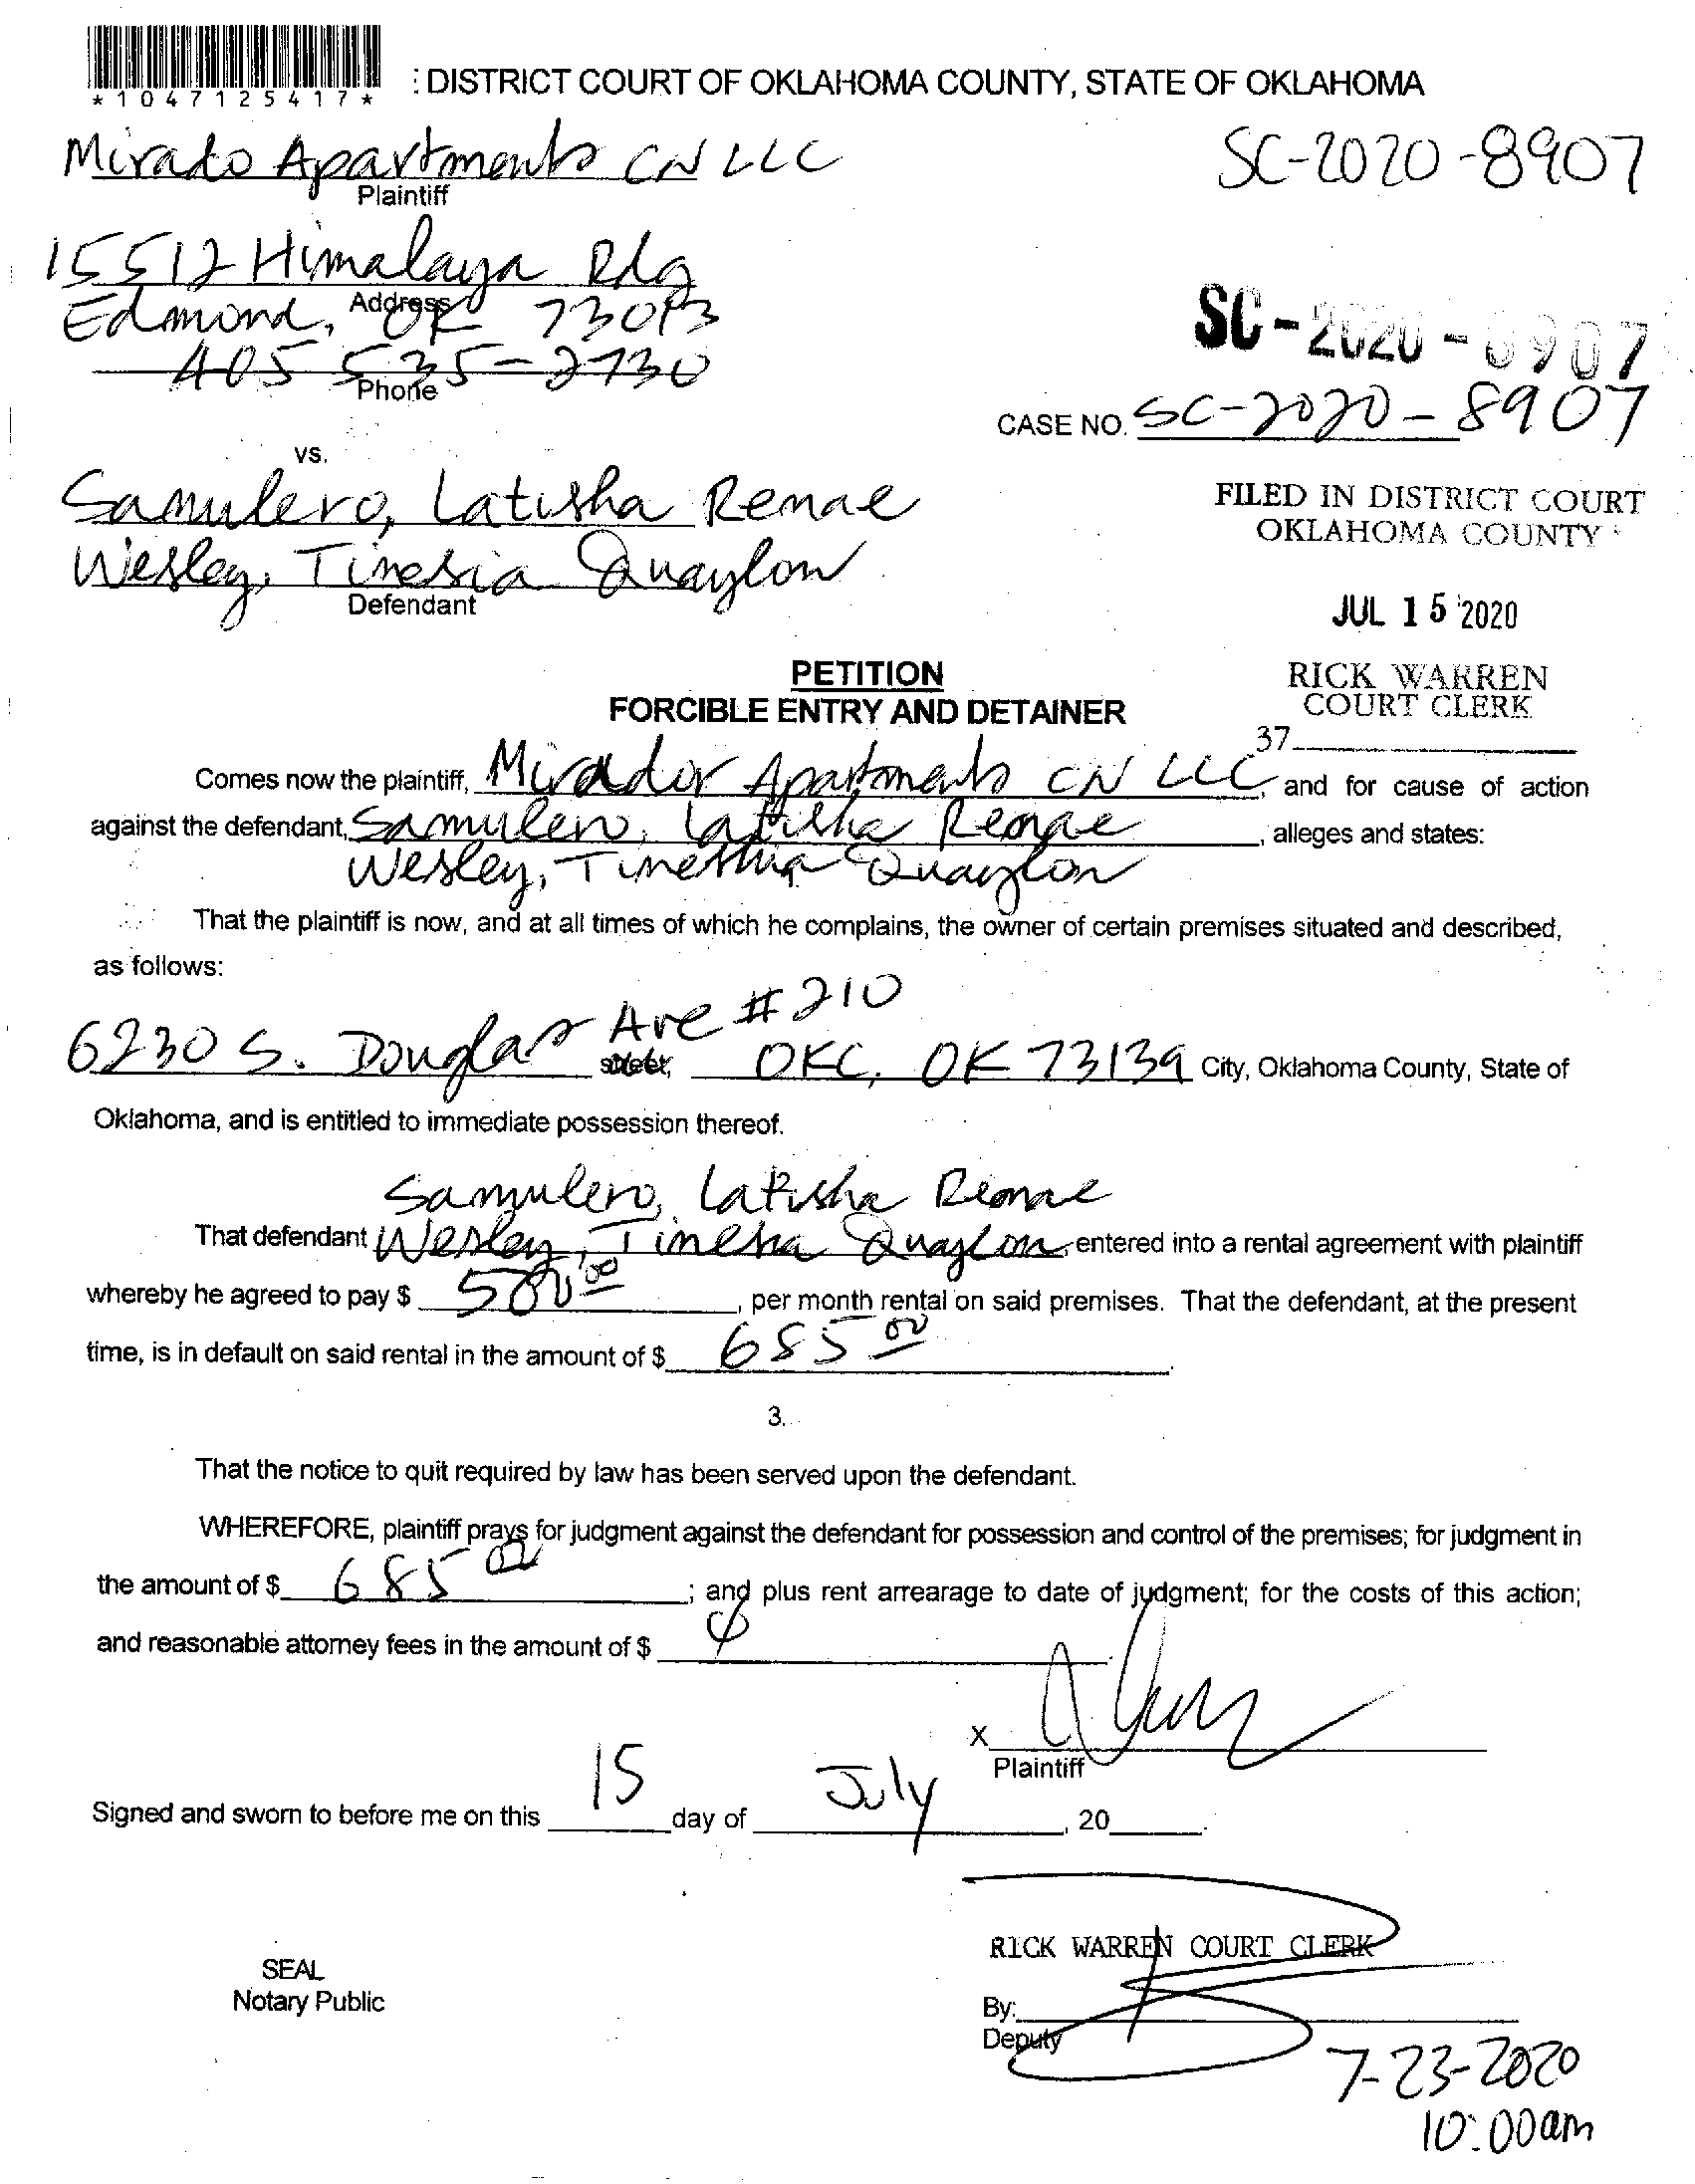 *1047125417*
: DISTRICT COURT OF OKLAHOMA COUNTY, STATE OF OKLAHOMA
Mirado Apartments CN LLC
SC-2020-8907
Plaintiff
15512 Himalaya Rdg
Address
Edmond, OK 73013
SC-2020-8907
405 535-2730
Phone
CASE NO. SC-2020-8907
vs.
Samulero, Latisha Renae
FILED IN DISTRICT COURT
OKLAHOMA COUNTY
Wesley, Tinesia Quaylon
Defendant
JUL 15 2020
PETITION
RICK WARREN
COURT CLERK
FORCIBLE ENTRY AND DETAINER
37
Comes now the plaintiff, Mirador Apartments CN LLC, and for cause of action
against the defendant, Samulero, Latisha Renae, alleges and states:
Wesley, Quaylon
That the plaintiff is now, and at all times of which he complains, the owner of certain premises situated and described,
as follows:
6230 S. Douglas Ave #210
street, OKC, OK 73139 City, Oklahoma County, State of
Oklahoma, and is entitled to immediate possession thereof.
Samulero, Latisha Renae
That defendant Wesley, Tinesha Quaylon entered into a rental agreement with plaintiff
whereby he agreed to pay $ 500.00, per month rental on said premises. That the defendant, at the present
time, is in default on said rental in the amount of $ 685 00.
3.
That the notice to quit required by law has been served upon the defendant.
WHEREFORE, plaintiff prays for judgment against the defendant for possession and control of the premises; for judgment in
the amount of $ 685 00; and plus rent arrearage to date of judgment; for the costs of this action;
and reasonable attorney fees in the amount of $ φ.
X
Plaintiff
Signed and sworn to before me on this 15 day of July, 20
RICK WARREN COURT CLERK
SEAL
Notary Public
By:
Deputy
7-23-2020
10:00am